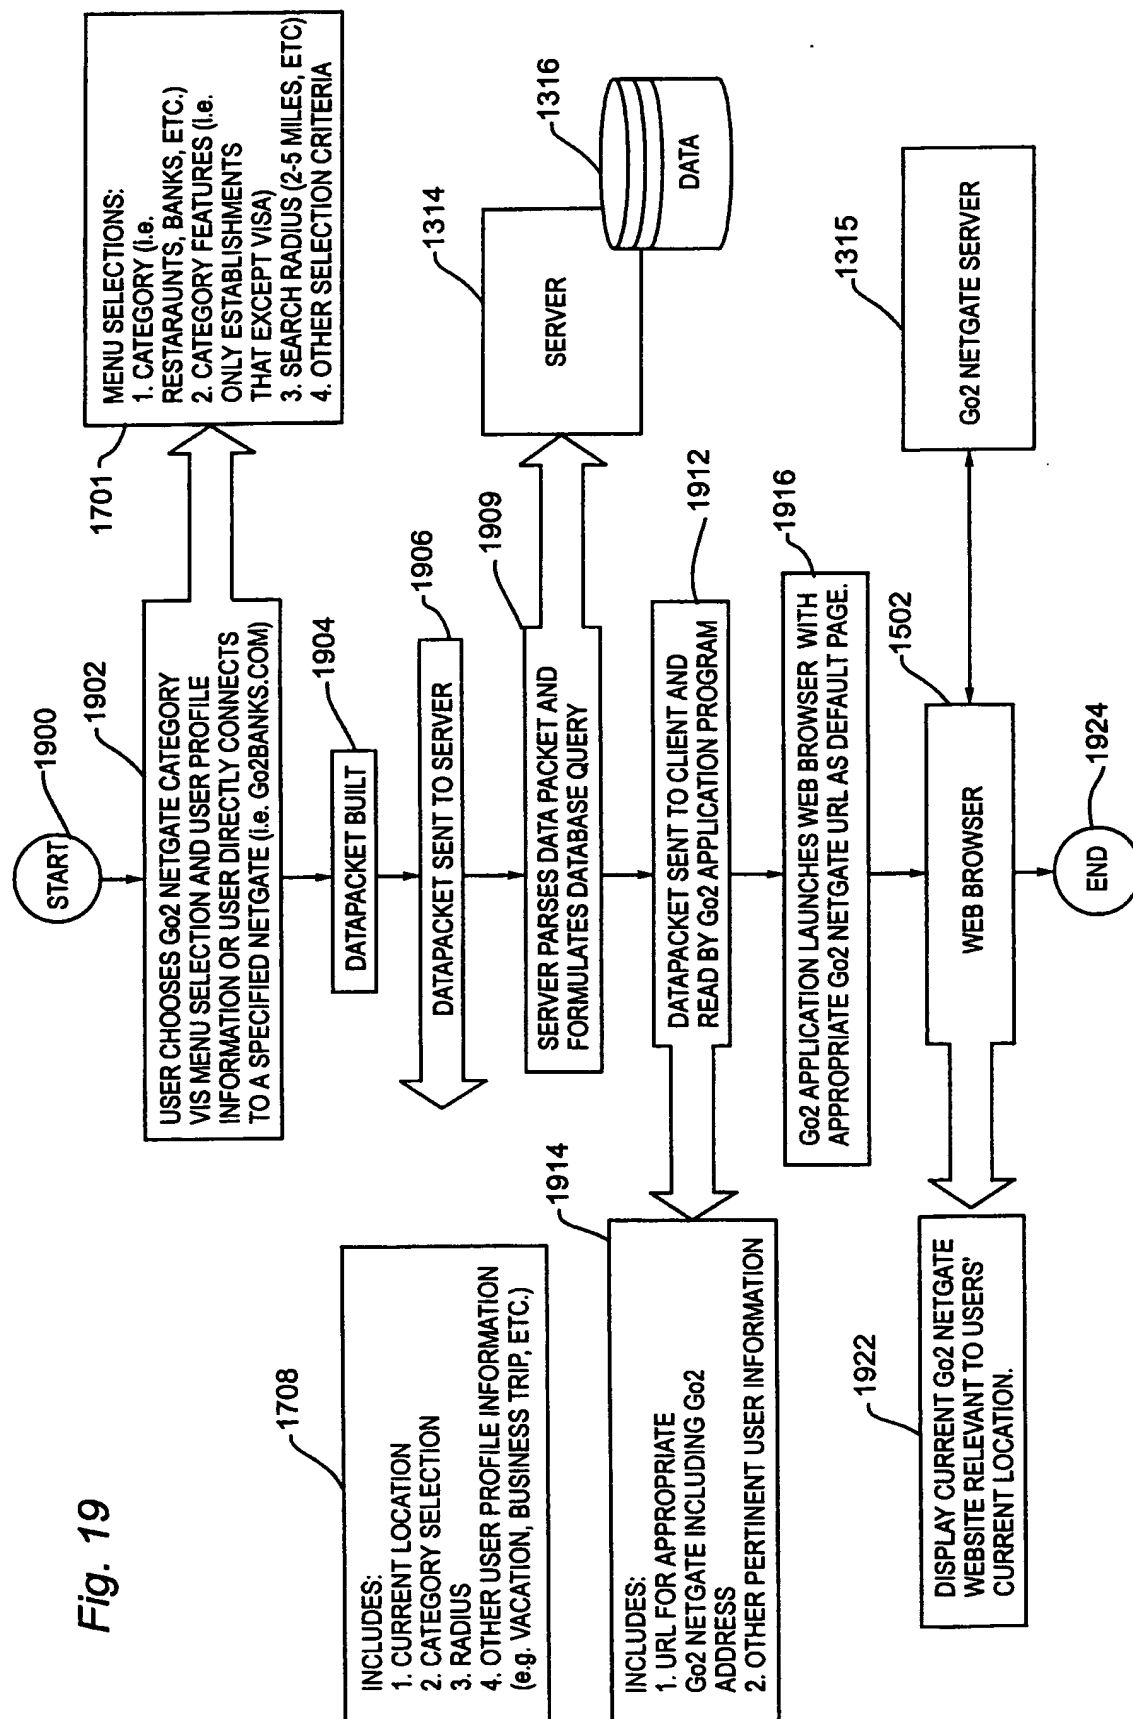 Fig. 19
START
1900
1902
USER CHOOSES Go2 NETGATE CATEGORY
VIS MENU SELECTION AND USER PROFILE
INFORMATION OR USER DIRECTLY CONNECTS
TO A SPECIFIED NETGATE (i.e. Go2BANKS.COM)
1701
MENU SELECTIONS:
1. CATEGORY (i.e.
RESTARAUNTS, BANKS, ETC.)
2. CATEGORY FEATURES (i.e.
ONLY ESTABLISHMENTS
THAT EXCEPT VISA)
3. SEARCH RADIUS (2-5 MILES, ETC)
4. OTHER SELECTION CRITERIA
1904
DATAPACKET BUILT
1906
DATAPACKET SENT TO SERVER
1708
INCLUDES:
1. CURRENT LOCATION
2. CATEGORY SELECTION
3. RADIUS
4. OTHER USER PROFILE INFORMATION
(e.g. VACATION, BUSINESS TRIP, ETC.)
1909
SERVER PARSES DATA PACKET AND
FORMULATES DATABASE QUERY
1314
SERVER
1316
DATA
1912
DATAPACKET SENT TO CLIENT AND
READ BY Go2 APPLICATION PROGRAM
1914
INCLUDES:
1. URL FOR APPROPRIATE
Go2 NETGATE INCLUDING Go2
ADDRESS
2. OTHER PERTINENT USER INFORMATION
1916
Go2 APPLICATION LAUNCHES WEB BROWSER WITH
APPROPRIATE Go2 NETGATE URL AS DEFAULT PAGE.
1502
WEB BROWSER
1315
Go2 NETGATE SERVER
1922
DISPLAY CURRENT Go2 NETGATE
WEBSITE RELEVANT TO USERS'
CURRENT LOCATION.
1924
END